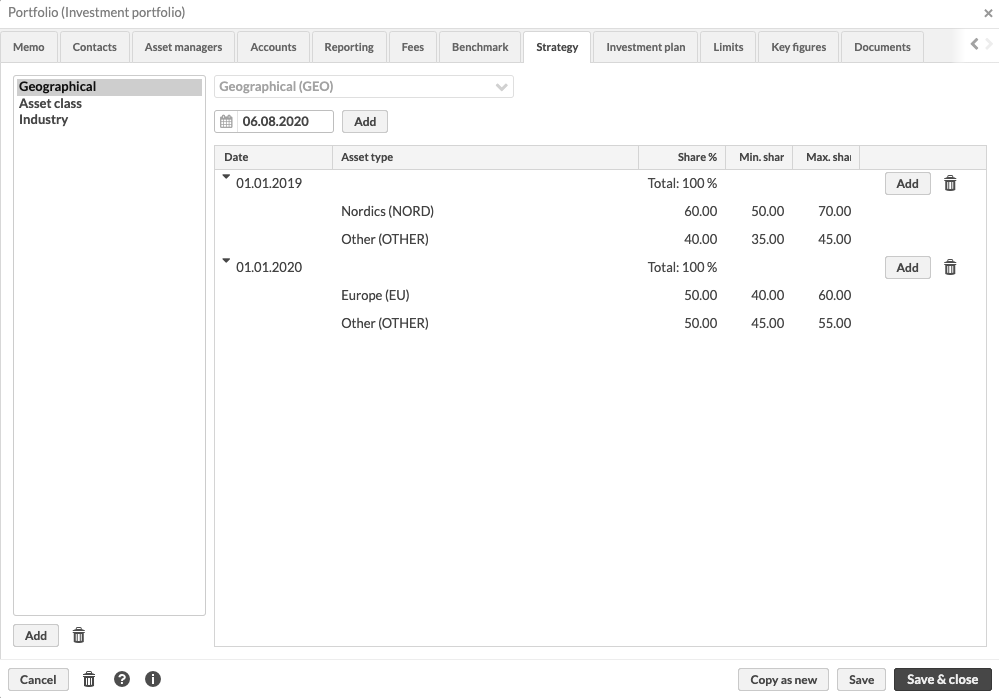 Portfolio (Investment portfolio)
Memo Contacts Asset managers Accounts Reporting Fees Benchmark Strategy Investment plan Limits Key figures Documents
Geographical
Asset class
Industry
Geographical (GEO)
06.08.2020 Add
Date Asset type Share % Min. shar Max. shar
01.01.2019 Total: 100 % Add
Nordics (NORD) 60.00 50.00 70.00
Other (OTHER) 40.00 35.00 45.00
01.01.2020 Total: 100 % Add
Europe (EU) 50.00 40.00 60.00
Other (OTHER) 50.00 45.00 55.00
Add
Cancel ? i Copy as new Save Save & close